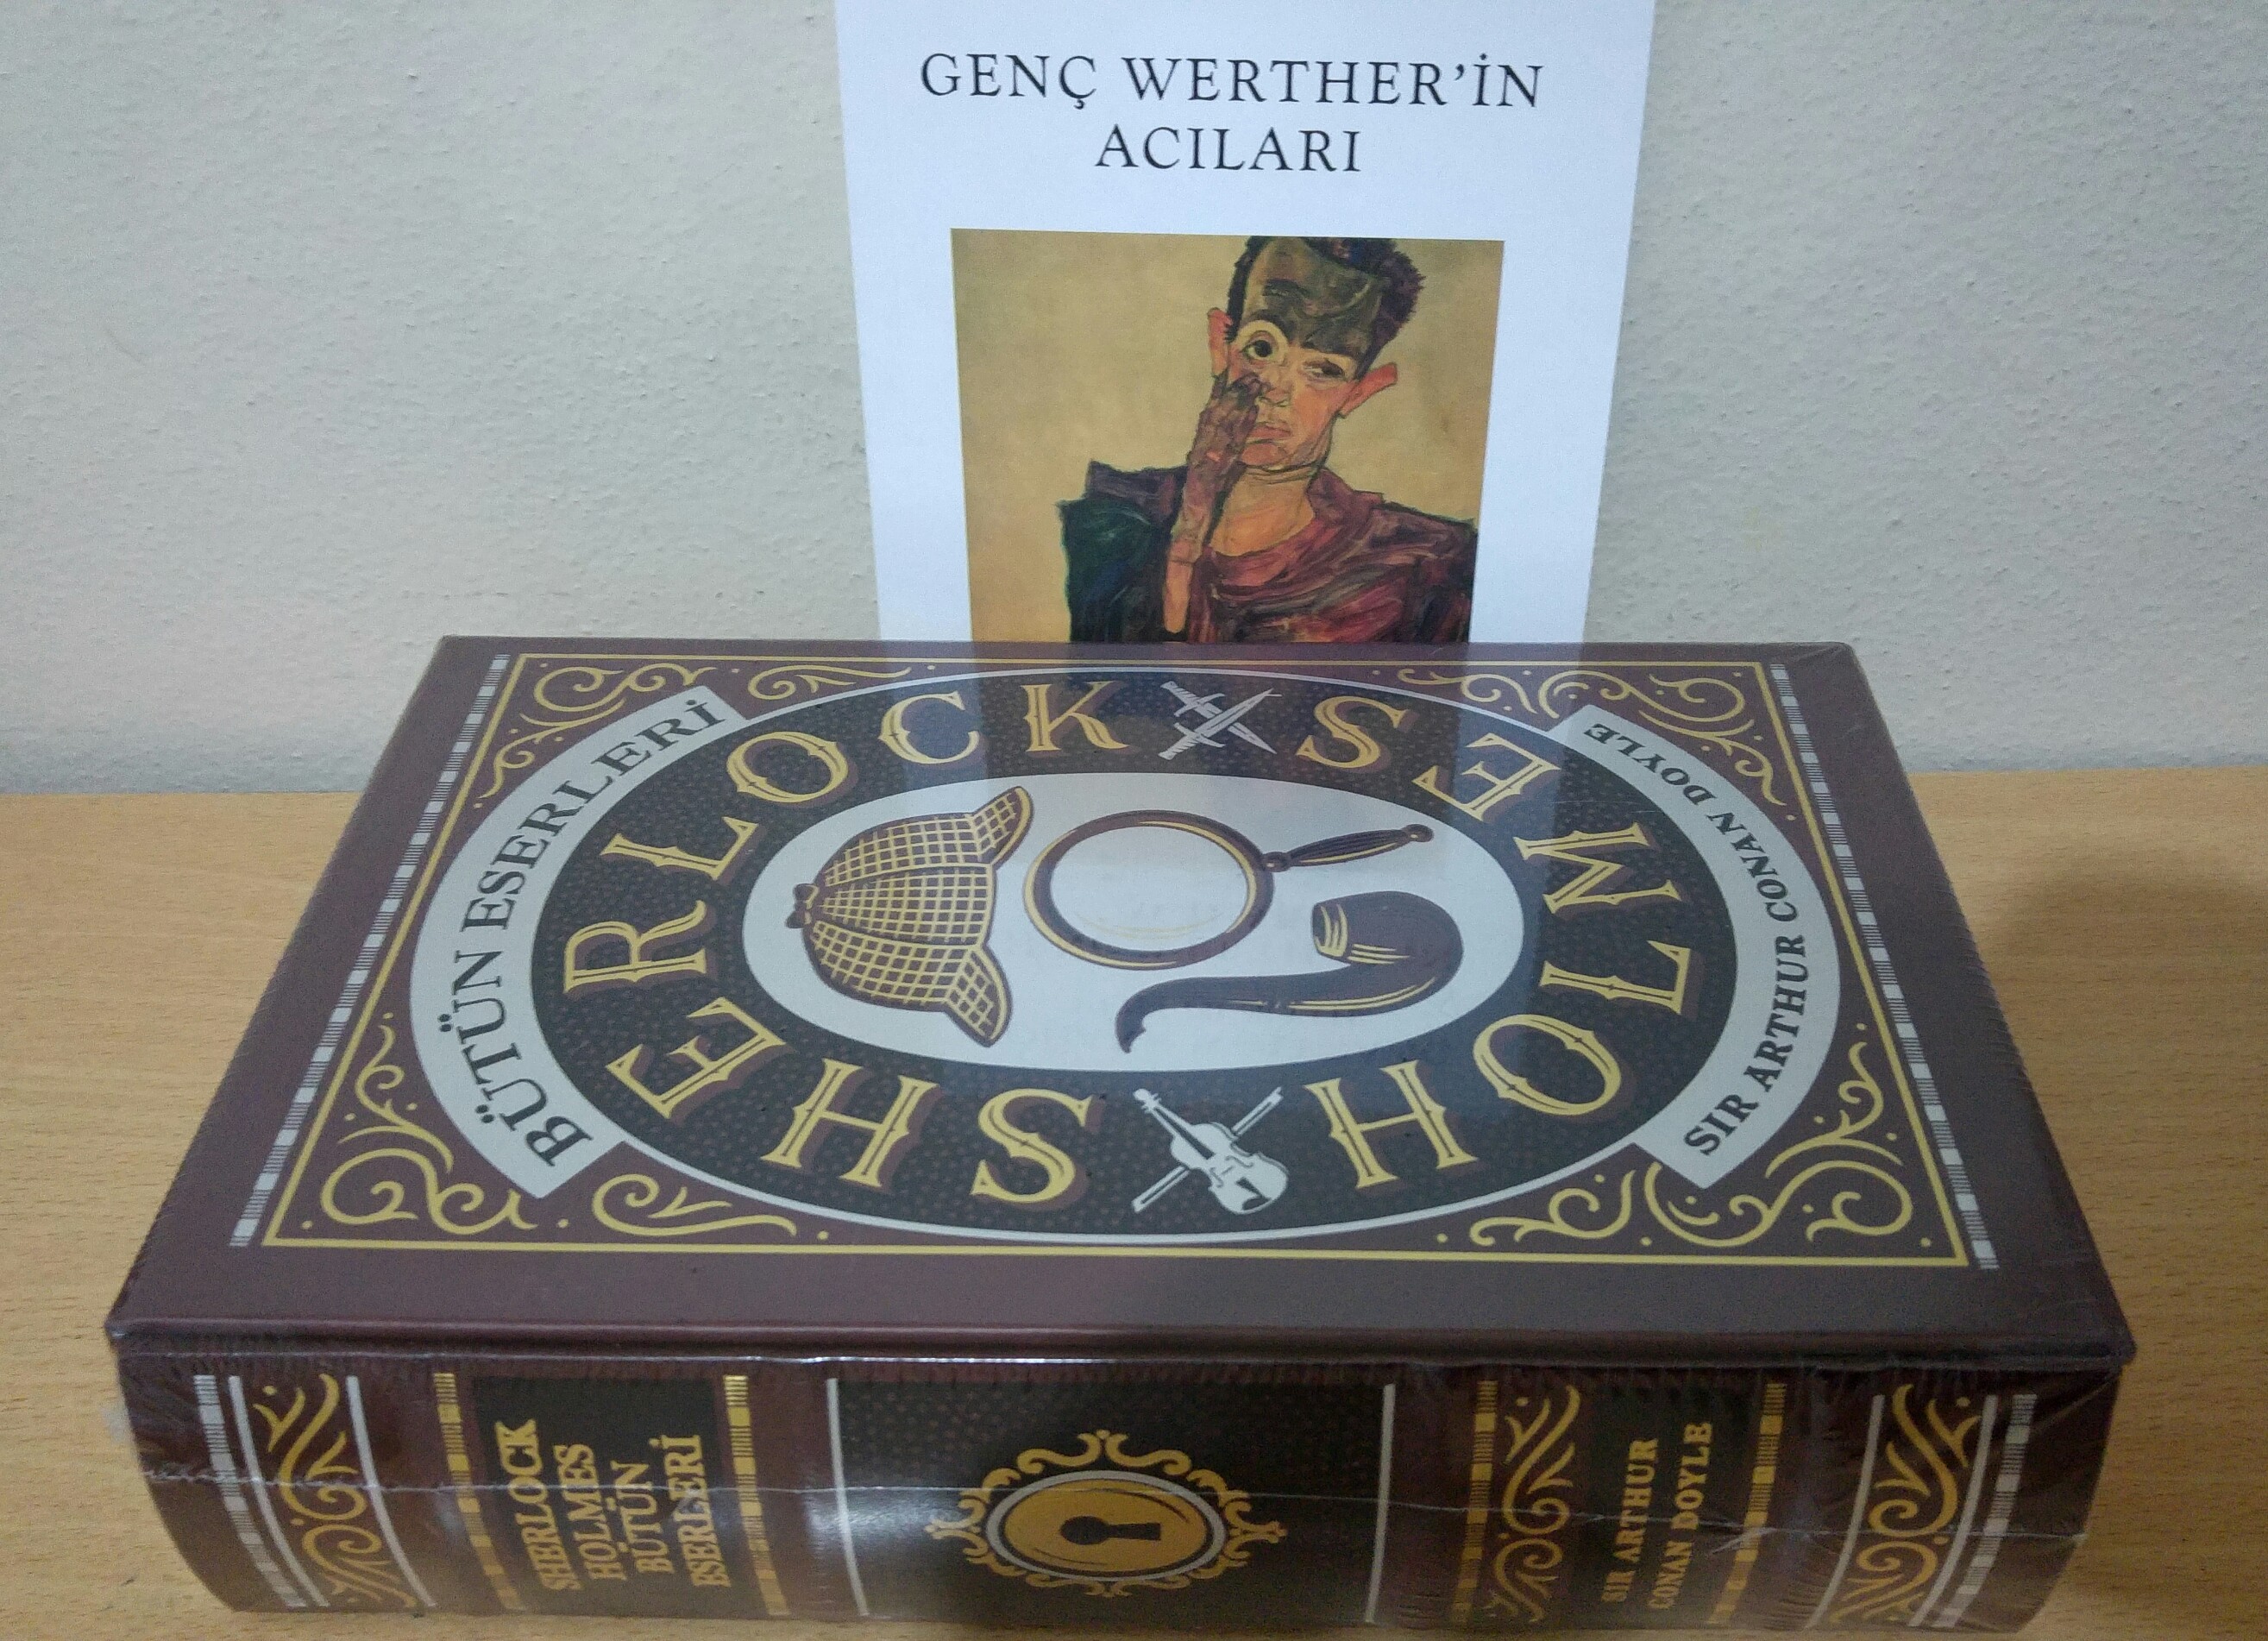 GENÇ WERTHER'İN
ACILARI
BÜTÜN ESERLERİ
SHERLOCK
HOLMES
SIR ARTHUR CONAN DOYLE
SHERLOCK
HOLMES
BÜTÜN
ESERLERİ
SIR ARTHUR
CONAN DOYLE